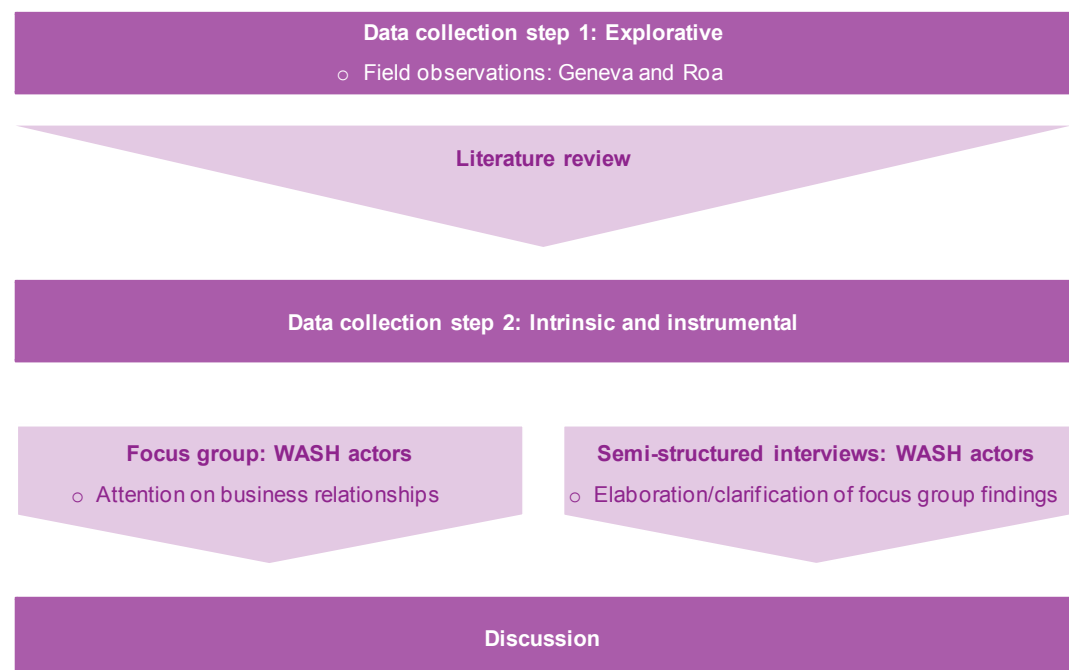 Data collection step 1: Explorative
o Field observations: Geneva and Roa
Literature review
Data collection step 2: Intrinsic and instrumental
Focus group: WASH actors
o Attention on business relationships
Semi-structured interviews: WASH actors
o Elaboration/clarification of focus group findings
Discussion